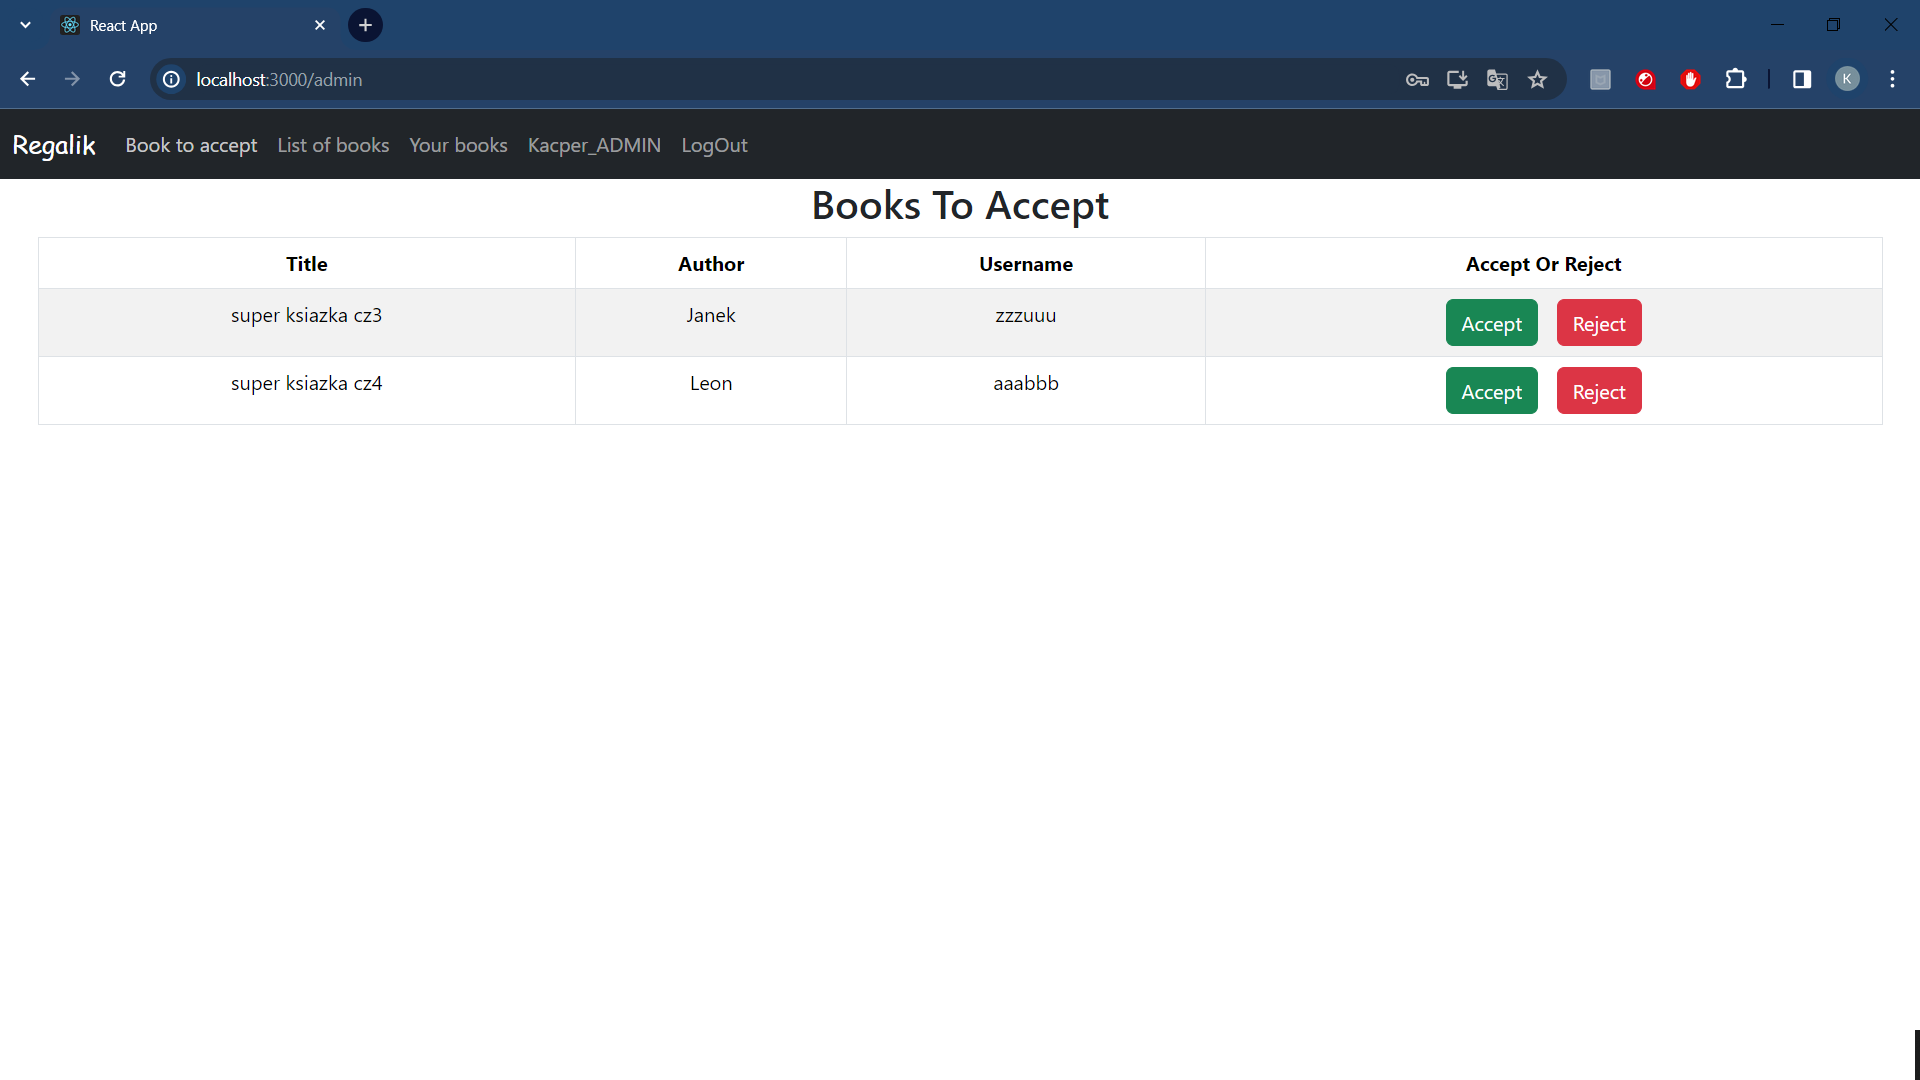 React App
localhost:3000/admin
K
Regalik Book to accept List of books Your books Kacper_ADMIN LogOut
Books To Accept
Title Author Username Accept Or Reject
super ksiazka cz3 Janek zzzuuu Accept Reject
super ksiazka cz4 Leon aaabbb Accept Reject